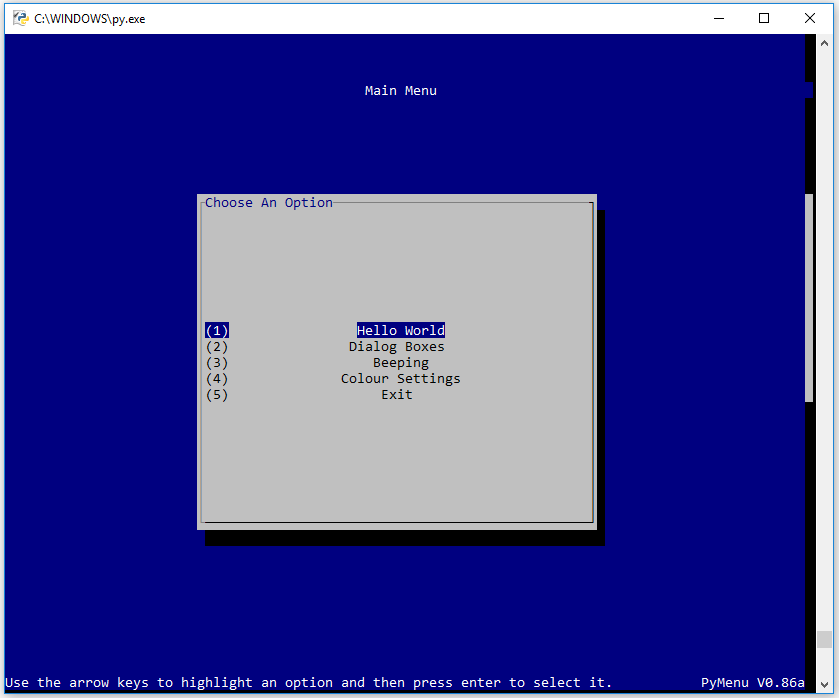 C:\WINDOWS\py.exe
Main Menu
Choose An Option
(1) Hello World
(2) Dialog Boxes
(3) Beeping
(4) Colour Settings
(5) Exit
Use the arrow keys to highlight an option and then press enter to select it. PyMenu V0.86a